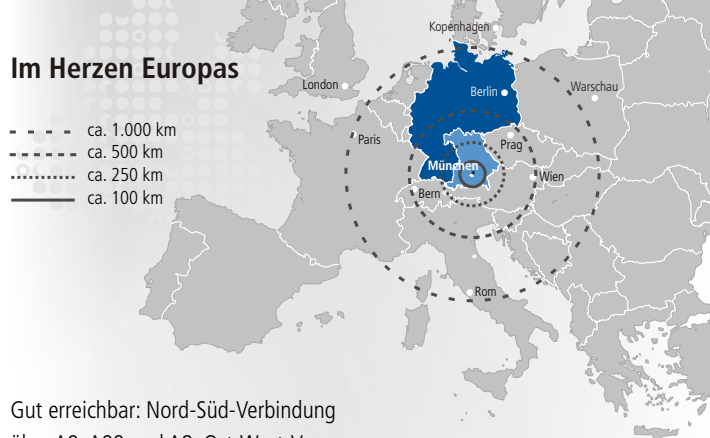 Kopenhagen
Im Herzen Europas
London
Berlin
Warschau
ca. 1.000 km
ca. 500 km
ca. 250 km
ca. 100 km
Paris
Prag
München
Wien
Bern
Rom
Gut erreichbar: Nord-Süd-Verbindung